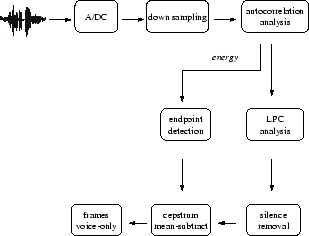 A/DC
down sampling
autocorrelation
analysis
energy
endpoint
detection
LPC
analysis
frames
voice-only
cepstrum
mean-subtract
silence
removal